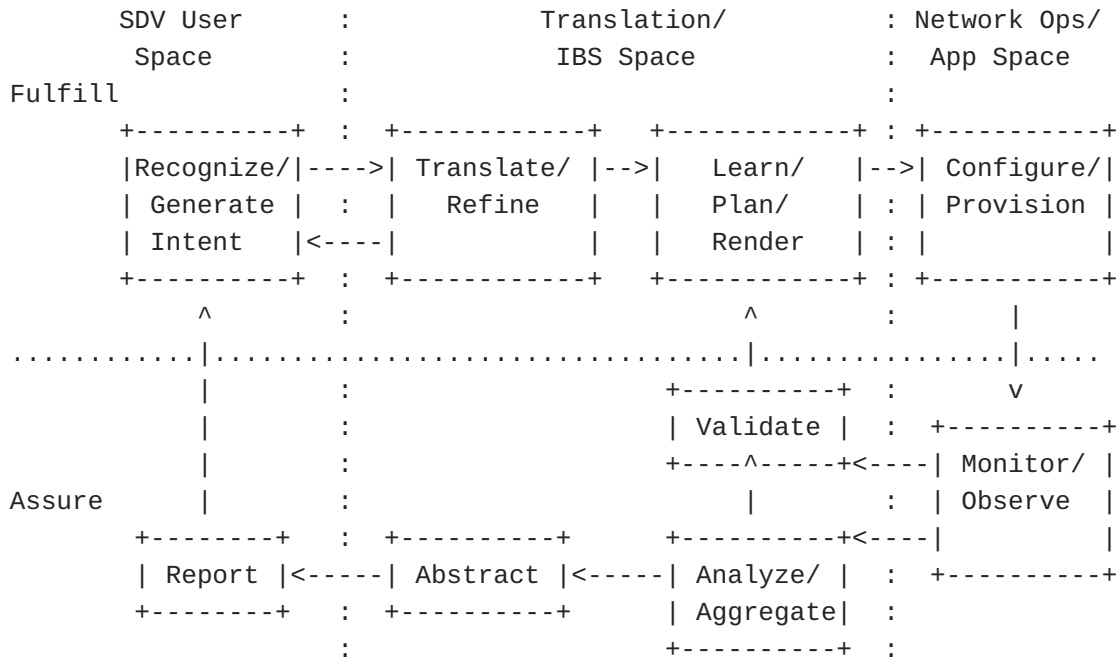 SDV User : Translation/ : Network Ops/
Space : IBS Space : App Space
Fulfill : :
+----------+ : +------------+ +------------+ : +-----------+
|Recognize/|---->| Translate/ |-->| Learn/ |-->| Configure/|
| Generate | : | Refine | | Plan/ | : | Provision |
| Intent |<----| | | Render | : | |
+----------+ : +------------+ +------------+ : +-----------+
^ : ^ : |
............|...................................|................|.....
| : +----------+ : v
| : | Validate | : +----------+
| : +----^-----+<----| Monitor/ |
Assure | : | : | Observe |
+--------+ : +----------+ +----------+<----| |
| Report |<-----| Abstract |<-----| Analyze/ | : +----------+
+--------+ : +----------+ | Aggregate| :
: +----------+ :